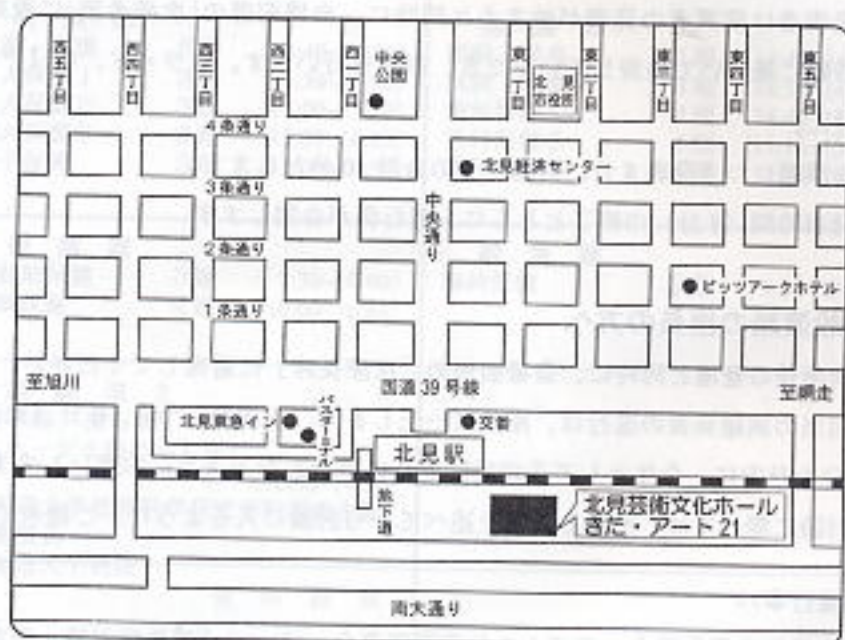 西五丁目
西四丁目
西三丁目
西二丁目
西一丁目
中央
公園
東一丁目
北見
市役所
東二丁目
東三丁目
東四丁目
東五丁目
4条通り
北見経済センター
3条通り
中央通り
2条通り
ピッツアークホテル
1条通り
至旭川
国道39号線
至網走
北見東急イン
バスターミナル
交番
北見駅
地下道
北見芸術文化ホール
きた・アート21
南大通り